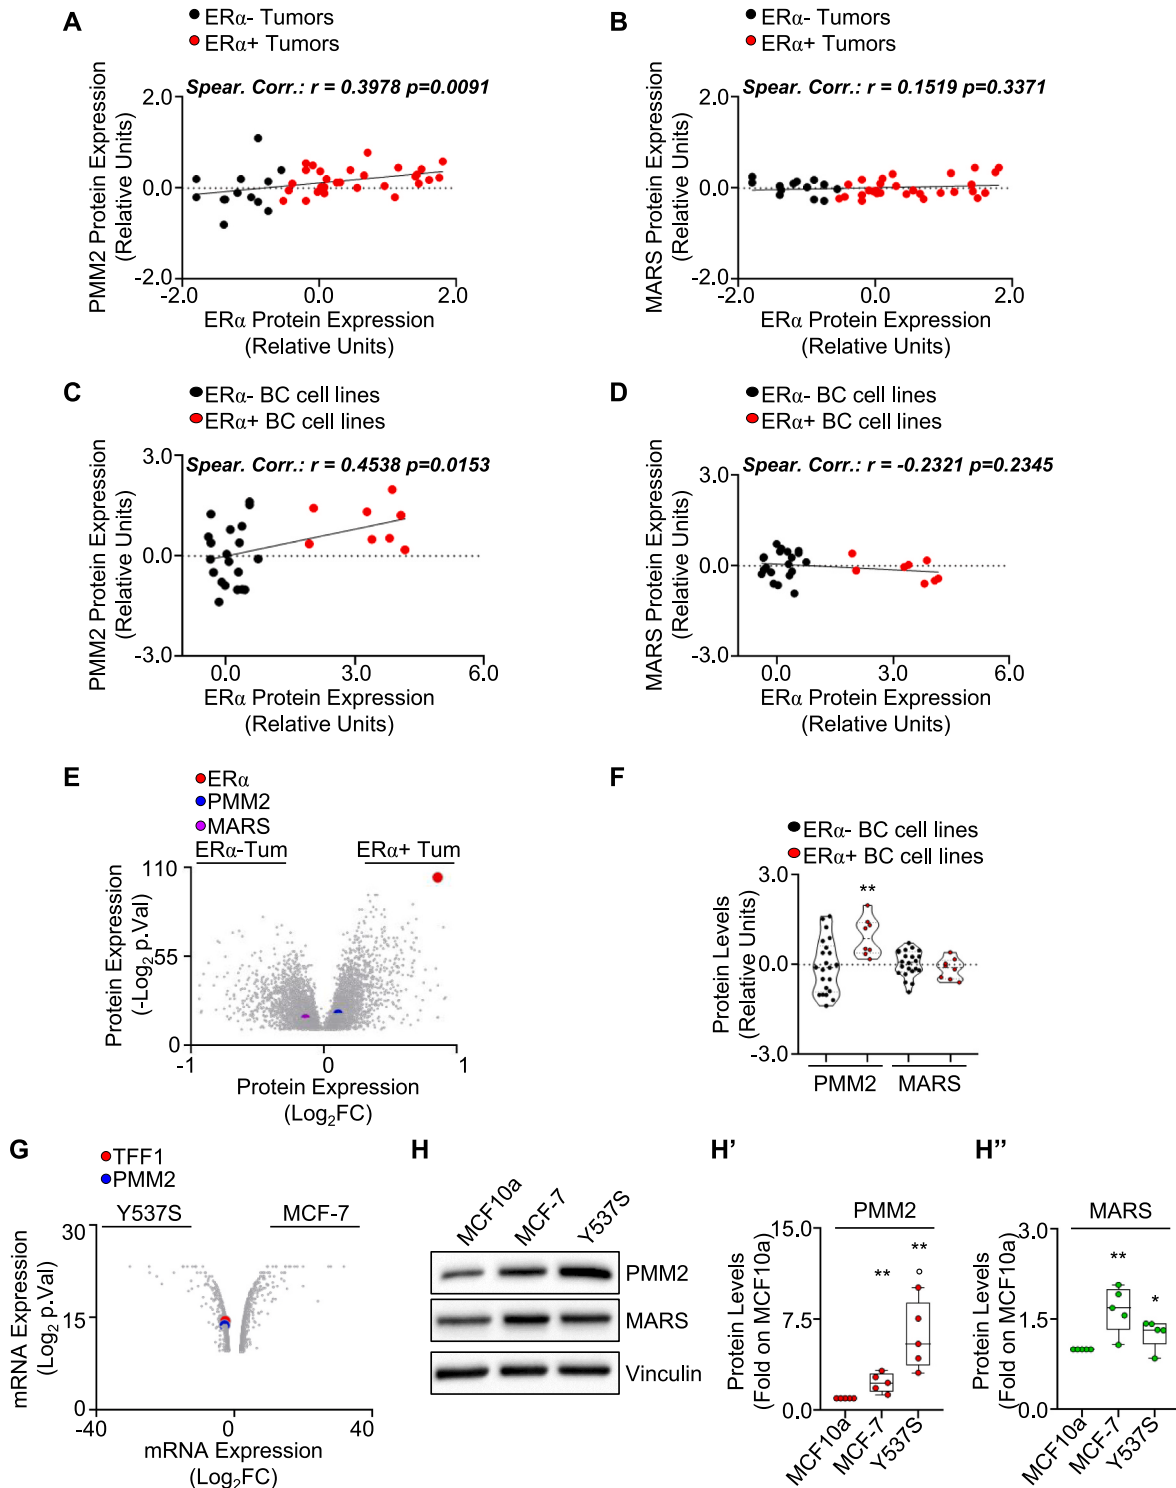 A
ERα- Tumors
ERα+ Tumors
Spear. Corr.: r = 0.3978 p=0.0091
PMM2 Protein Expression
(Relative Units)
2.0
0.0
-2.0
-2.0
0.0
2.0
ERα Protein Expression
(Relative Units)
B
ERα- Tumors
ERα+ Tumors
Spear. Corr.: r = 0.1519 p=0.3371
MARS Protein Expression
(Relative Units)
2.0
0.0
-2.0
-2.0
0.0
2.0
ERα Protein Expression
(Relative Units)
C
ERα- BC cell lines
ERα+ BC cell lines
Spear. Corr.: r = 0.4538 p=0.0153
PMM2 Protein Expression
(Relative Units)
3.0
0.0
-3.0
0.0
3.0
6.0
ERα Protein Expression
(Relative Units)
D
ERα- BC cell lines
ERα+ BC cell lines
Spear. Corr.: r = -0.2321 p=0.2345
MARS Protein Expression
(Relative Units)
3.0
0.0
-3.0
0.0
3.0
6.0
ERα Protein Expression
(Relative Units)
E
ERα
PMM2
MARS
ERα-Tum
ERα+ Tum
Protein Expression
(-Log2 p.Val)
110
55
0
-1
0
1
Protein Expression
(Log2FC)
F
ERα- BC cell lines
ERα+ BC cell lines
Protein Levels
(Relative Units)
3.0
0.0
-3.0
**
PMM2
MARS
G
TFF1
PMM2
Y537S
MCF-7
mRNA Expression
(Log2 p.Val)
30
15
0
-40
0
40
mRNA Expression
(Log2FC)
H
MCF10a
MCF-7
Y537S
PMM2
MARS
Vinculin
H'
PMM2
Protein Levels
(Fold on MCF10a)
15.0
7.5
0.0
**
**
MCF10a
MCF-7
Y537S
°
H''
MARS
Protein Levels
(Fold on MCF10a)
3.0
1.5
0.0
**
*
MCF10a
MCF-7
Y537S